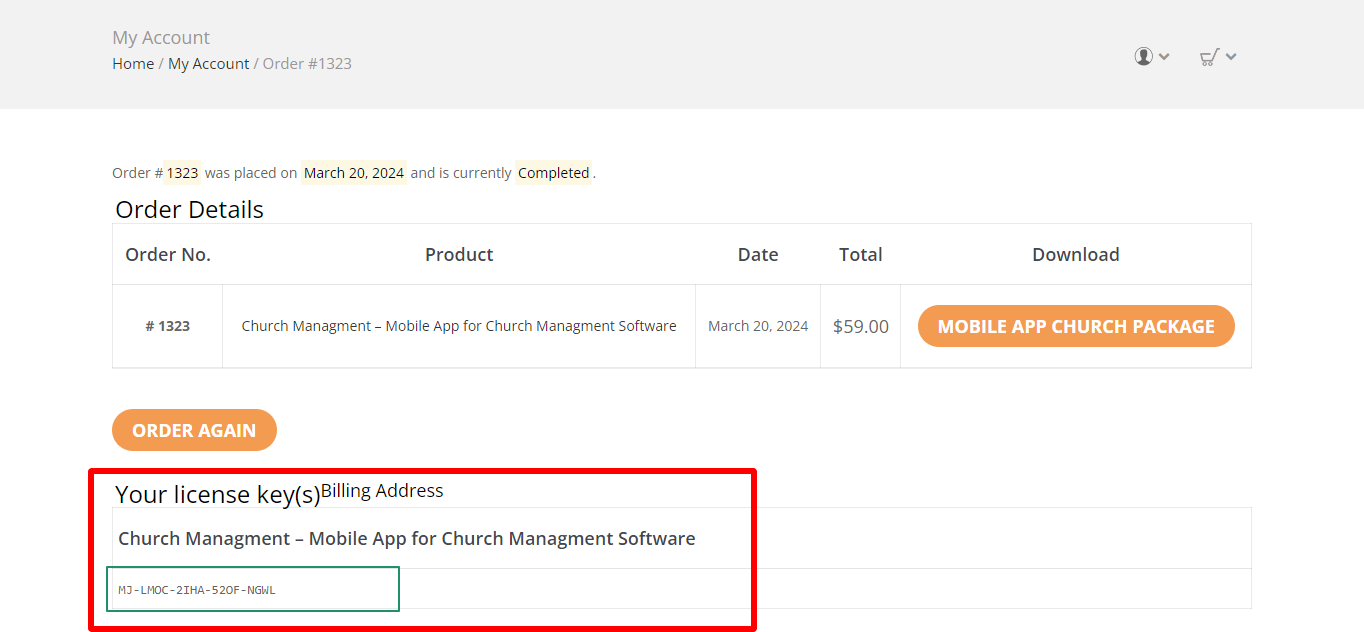 My Account
Home / My Account / Order #1323
Order # 1323 was placed on March 20, 2024 and is currently Completed.
Order Details
Order No. Product Date Total Download
# 1323 Church Managment – Mobile App for Church Managment Software March 20, 2024 $59.00 MOBILE APP CHURCH PACKAGE
ORDER AGAIN
Your license key(s) Billing Address
Church Managment – Mobile App for Church Managment Software
MJ-LMOC-2IHA-52OF-NGWL